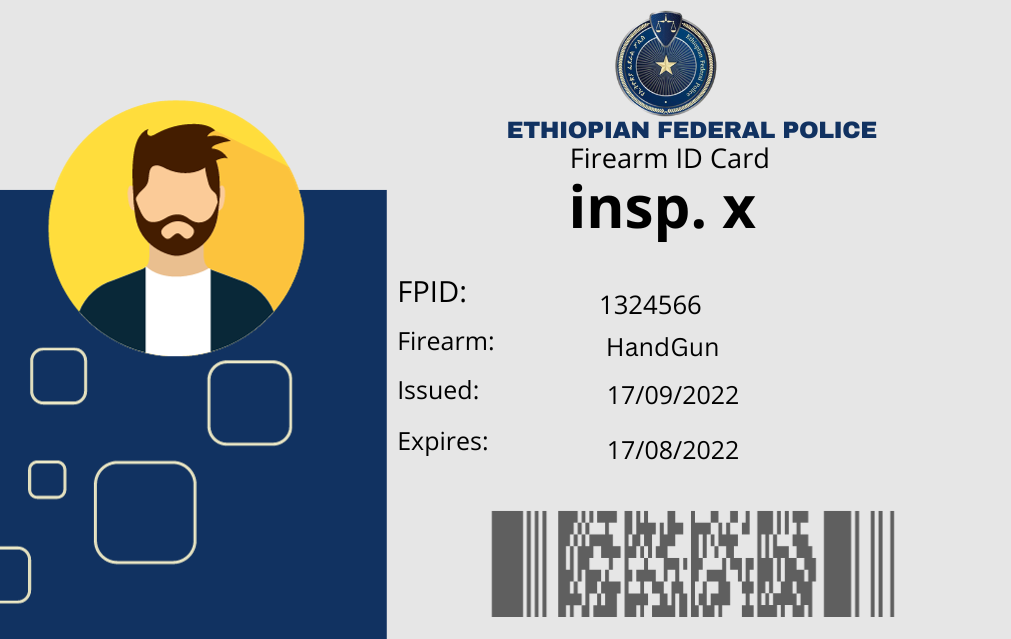 Ethiopian Federal Police
ETHIOPIAN FEDERAL POLICE
Firearm ID Card
insp. x
FPID: 1324566
Firearm: HandGun
Issued: 17/09/2022
Expires: 17/08/2022